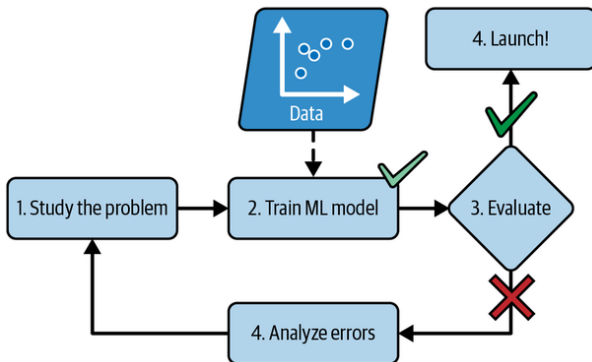 4. Launch!
Data
1. Study the problem
2. Train ML model
3. Evaluate
4. Analyze errors